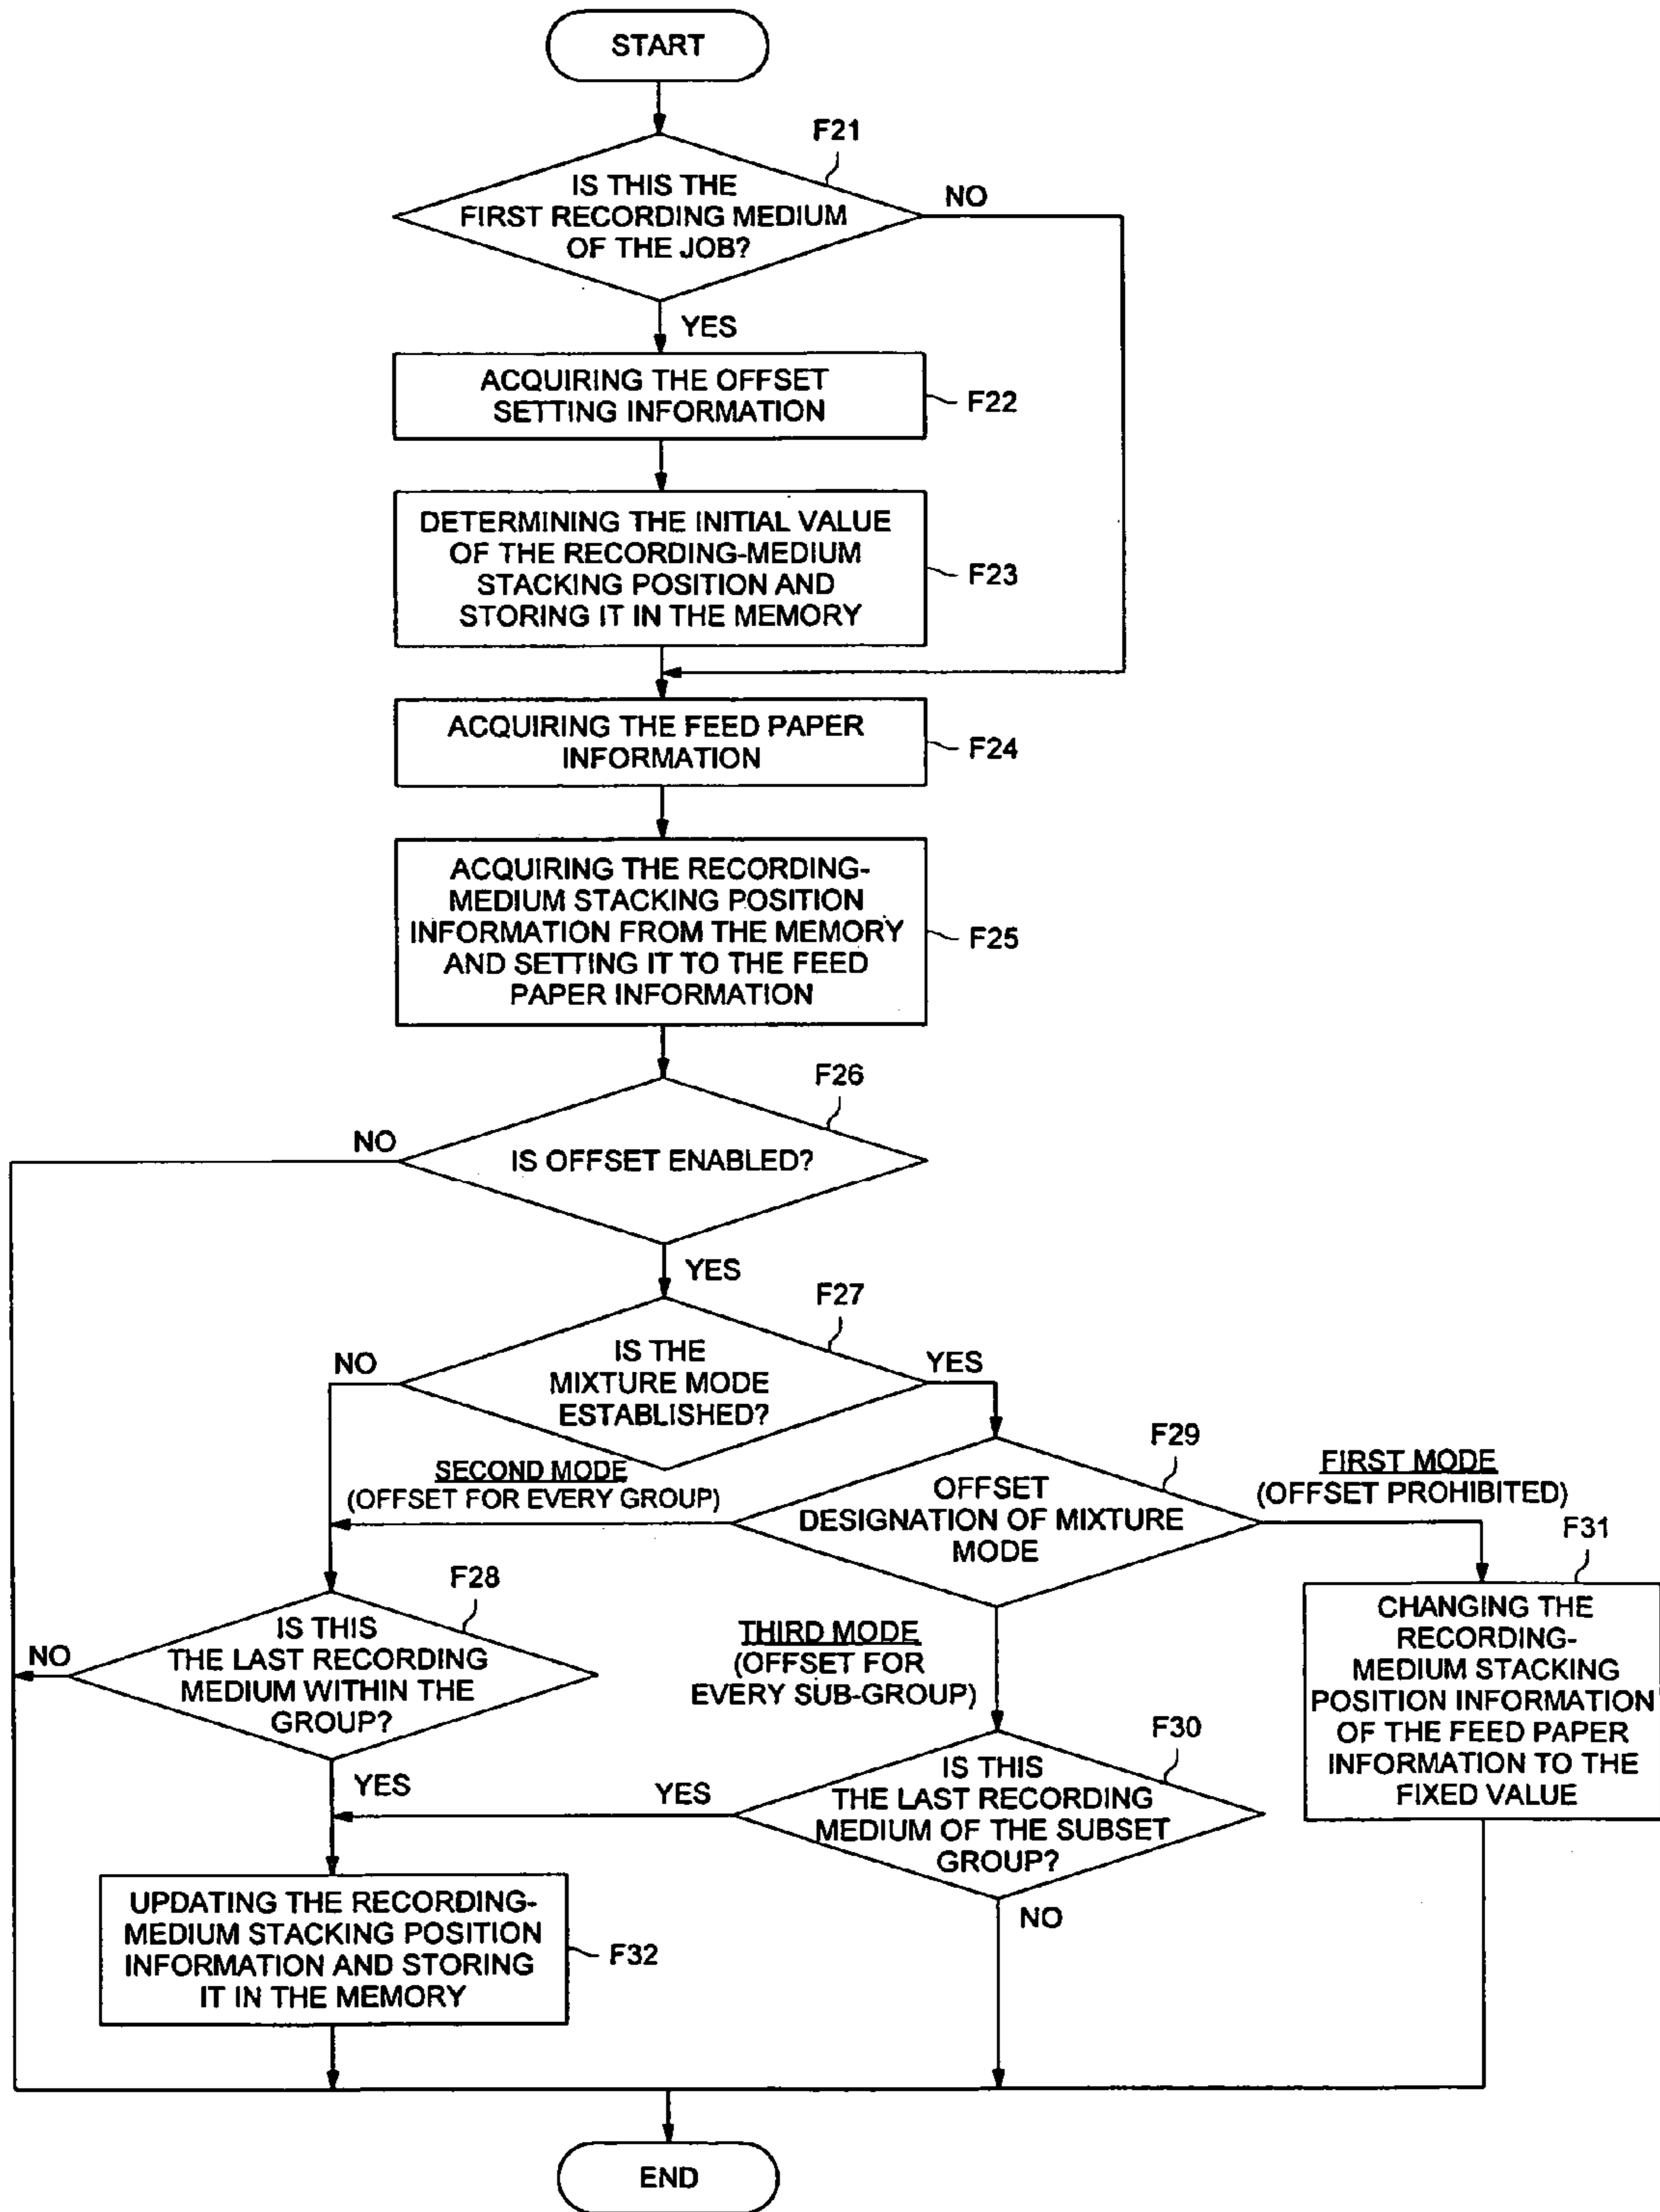 START
F21
IS THIS THE
FIRST RECORDING MEDIUM
OF THE JOB?
NO
YES
ACQUIRING THE OFFSET
SETTING INFORMATION
F22
DETERMINING THE INITIAL VALUE
OF THE RECORDING-MEDIUM
STACKING POSITION AND
STORING IT IN THE MEMORY
F23
ACQUIRING THE FEED PAPER
INFORMATION
F24
ACQUIRING THE RECORDING-
MEDIUM STACKING POSITION
INFORMATION FROM THE MEMORY
AND SETTING IT TO THE FEED
PAPER INFORMATION
F25
F26
IS OFFSET ENABLED?
NO
YES
F27
IS THE
MIXTURE MODE
ESTABLISHED?
NO
YES
F29
OFFSET
DESIGNATION OF MIXTURE
MODE
SECOND MODE
(OFFSET FOR EVERY GROUP)
FIRST MODE
(OFFSET PROHIBITED)
F31
CHANGING THE
RECORDING-
MEDIUM STACKING
POSITION INFORMATION
OF THE FEED PAPER
INFORMATION TO THE
FIXED VALUE
F28
IS THIS
THE LAST RECORDING
MEDIUM WITHIN THE
GROUP?
NO
YES
THIRD MODE
(OFFSET FOR
EVERY SUB-GROUP)
F30
IS THIS
THE LAST RECORDING
MEDIUM OF THE SUBSET
GROUP?
YES
NO
UPDATING THE RECORDING-
MEDIUM STACKING POSITION
INFORMATION AND STORING
IT IN THE MEMORY
F32
END